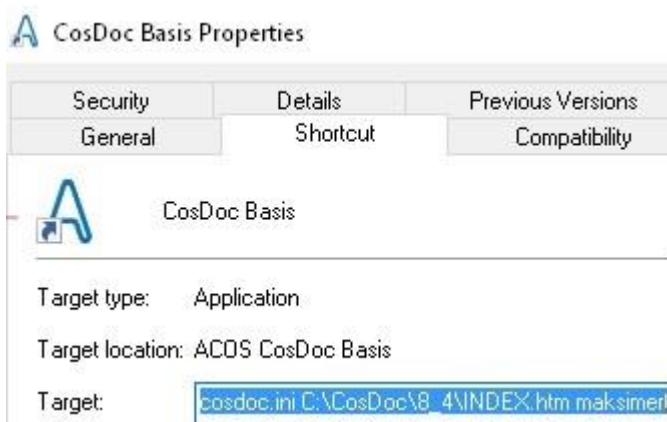 CosDoc Basis Properties
Security Details Previous Versions
General Shortcut Compatibility
CosDoc Basis
Target type: Application
Target location: ACOS CosDoc Basis
Target: cosdoc.ini C:\CosDoc\8_4\INDEX.htm